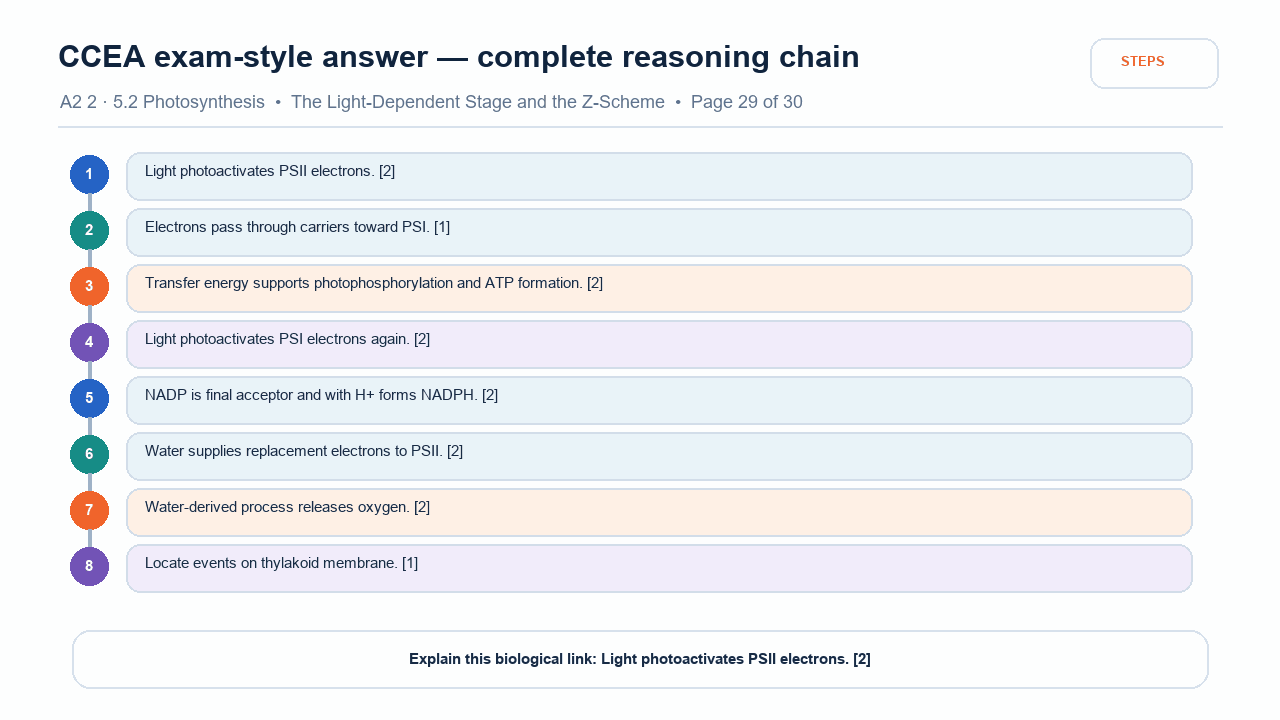 CCEA exam-style answer — complete reasoning chain
STEPS
A2 2 · 5.2 Photosynthesis • The Light-Dependent Stage and the Z-Scheme • Page 29 of 30
1 Light photoactivates PSII electrons. [2]
2 Electrons pass through carriers toward PSI. [1]
3 Transfer energy supports photophosphorylation and ATP formation. [2]
4 Light photoactivates PSI electrons again. [2]
5 NADP is final acceptor and with H+ forms NADPH. [2]
6 Water supplies replacement electrons to PSII. [2]
7 Water-derived process releases oxygen. [2]
8 Locate events on thylakoid membrane. [1]
Explain this biological link: Light photoactivates PSII electrons. [2]